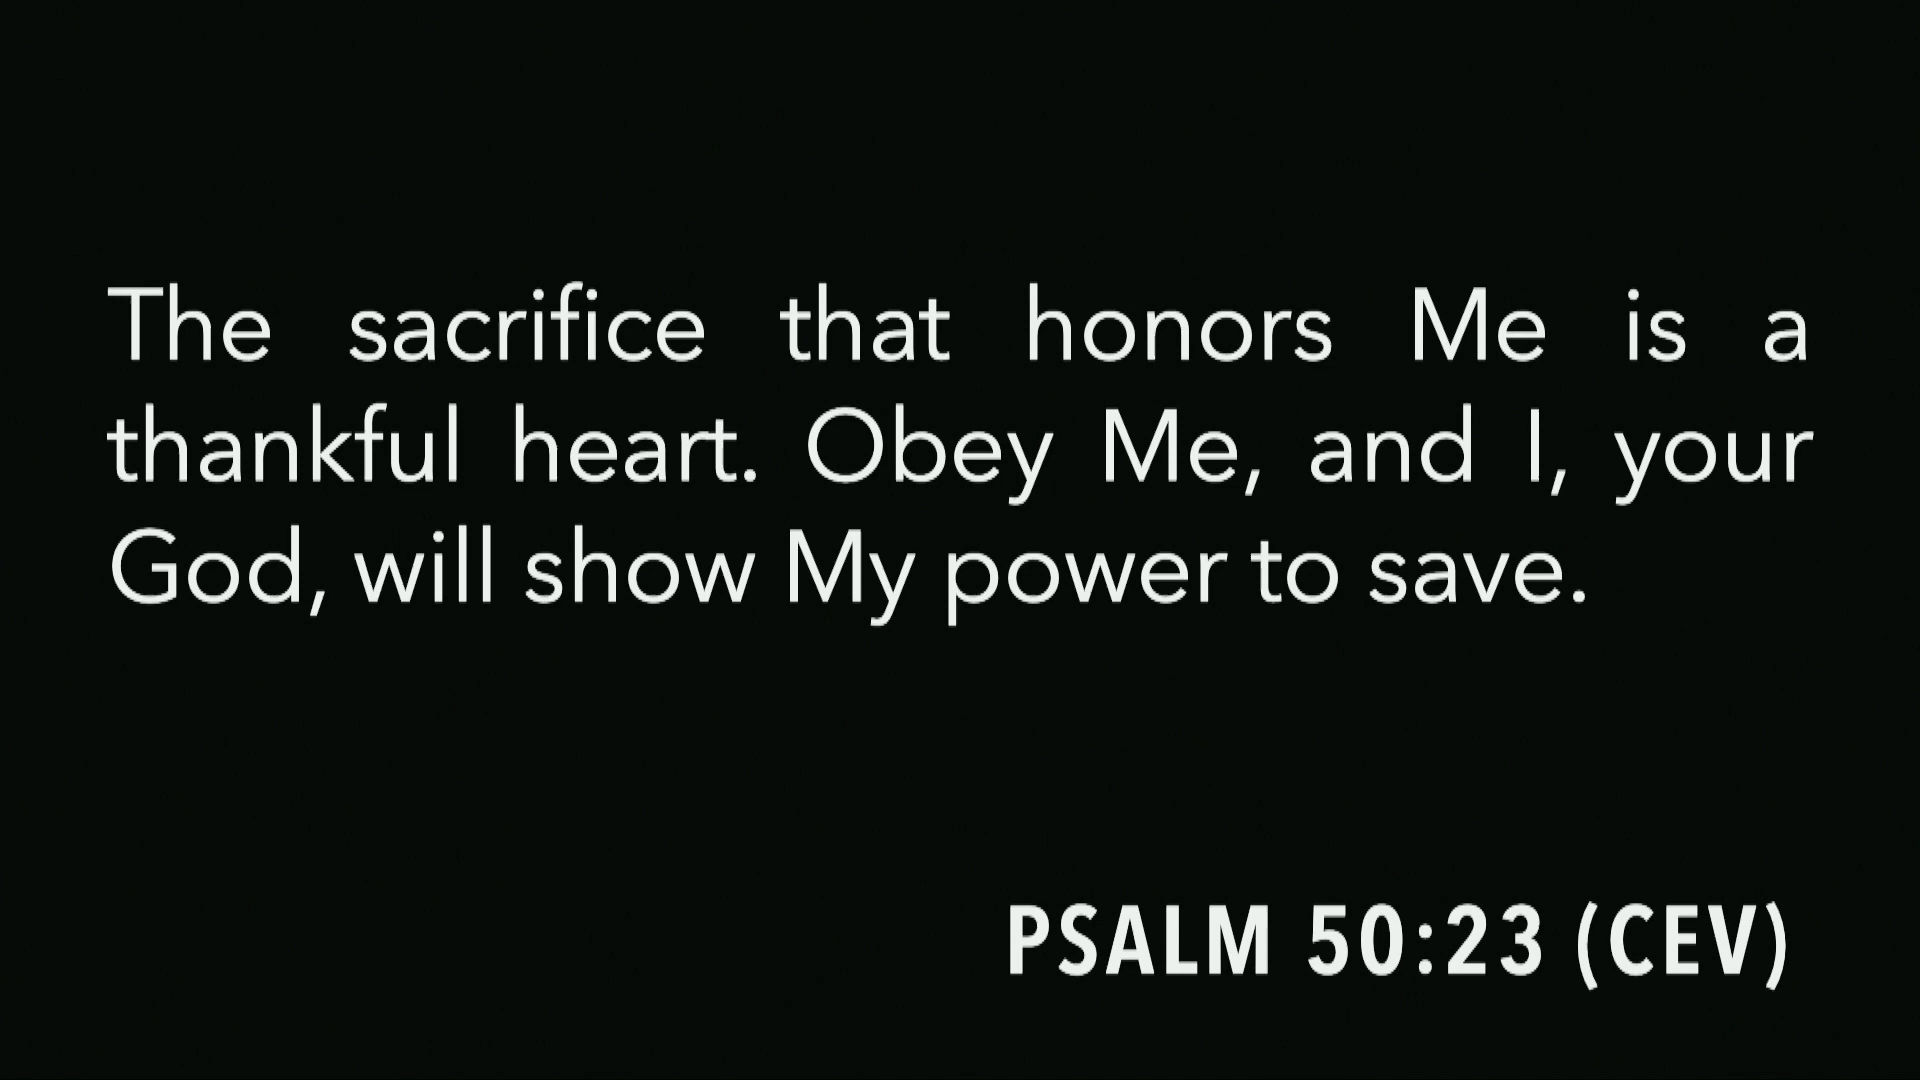 The sacrifice that honors Me is a
thankful heart. Obey Me, and I, your
God, will show My power to save.
PSALM 50:23 (CEV)